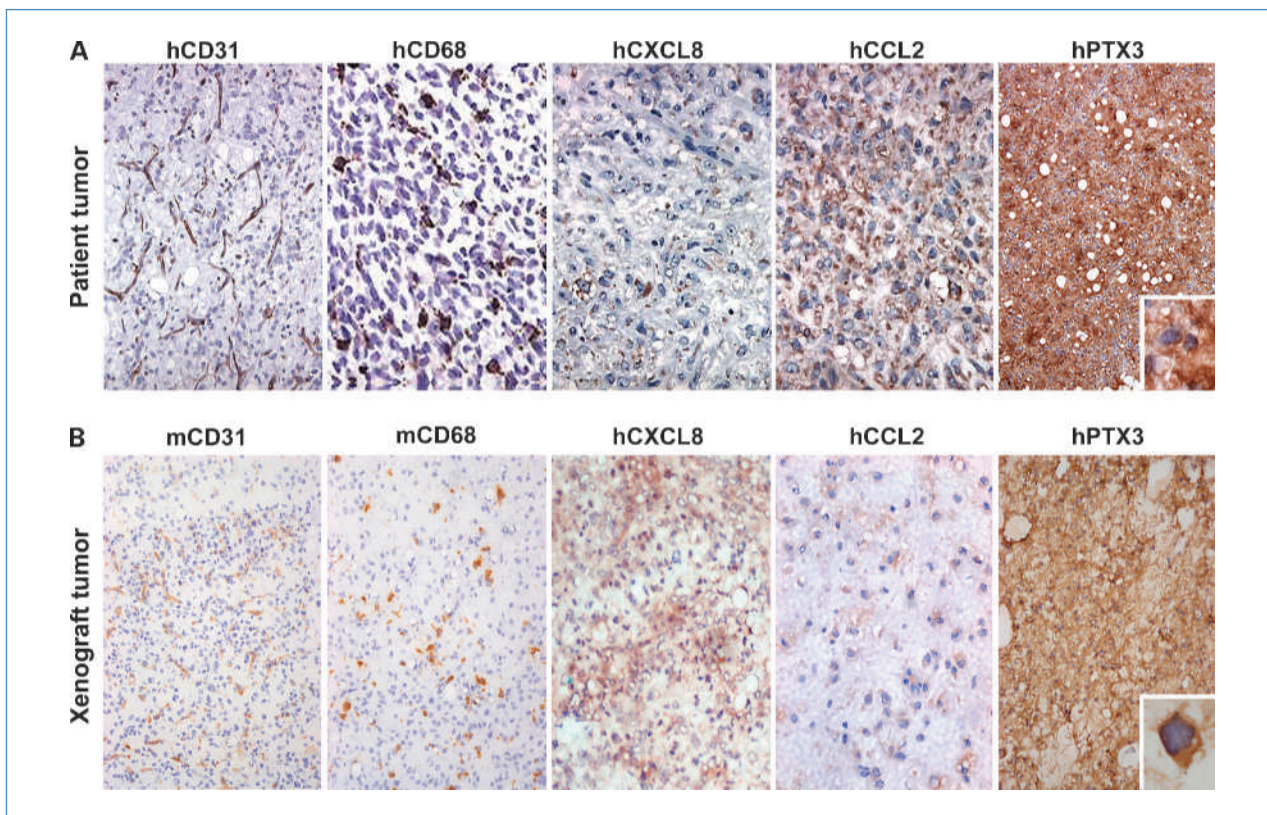 A
hCD31 hCD68 hCXCL8 hCCL2 hPTX3
Patient tumor
B
mCD31 mCD68 hCXCL8 hCCL2 hPTX3
Xenograft tumor